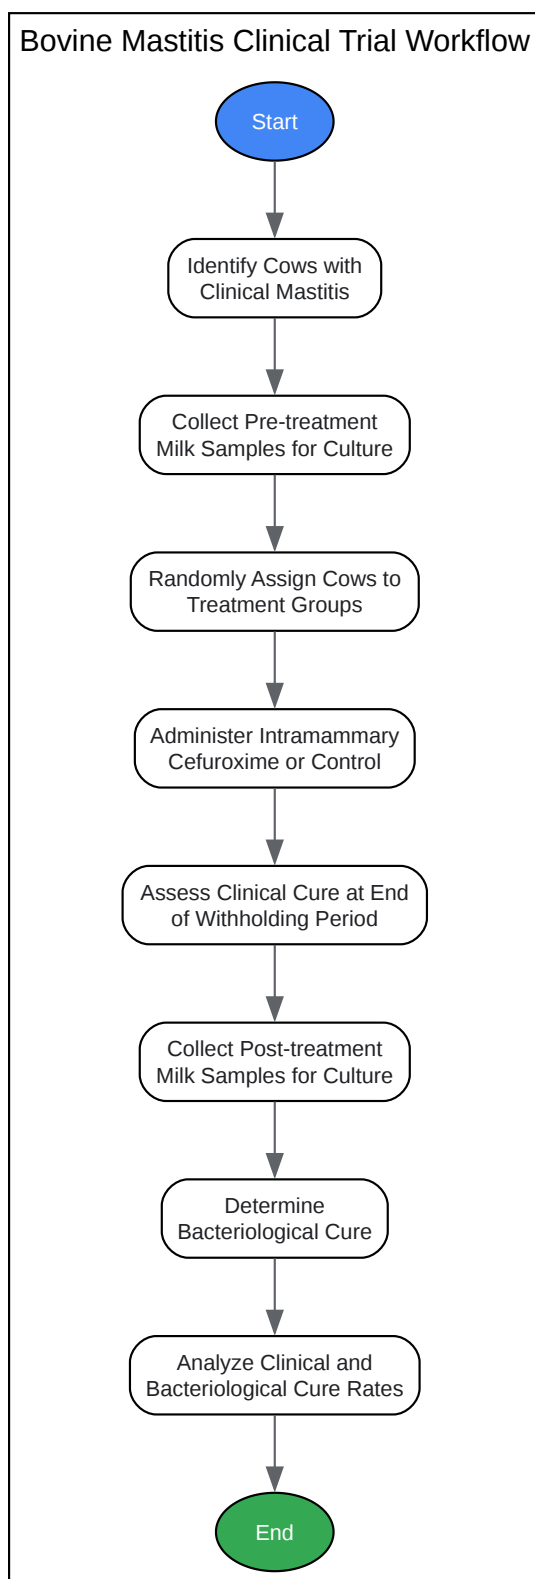 Bovine Mastitis Clinical Trial Workflow
Start
Identify Cows with
Clinical Mastitis
Collect Pre-treatment
Milk Samples for Culture
Randomly Assign Cows to
Treatment Groups
Administer Intramammary
Cefuroxime or Control
Assess Clinical Cure at End
of Withholding Period
Collect Post-treatment
Milk Samples for Culture
Determine
Bacteriological Cure
Analyze Clinical and
Bacteriological Cure Rates
End